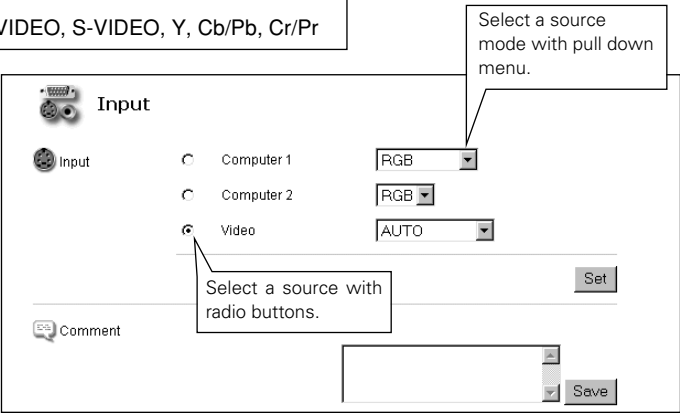 S-VIDEO, Y, Cb/Pb, Cr/Pr
Select a source
mode with pull down
menu.
Input
Input
Computer 1
RGB
Computer 2
RGB
Video
AUTO
Select a source with
radio buttons.
Set
Comment
Save